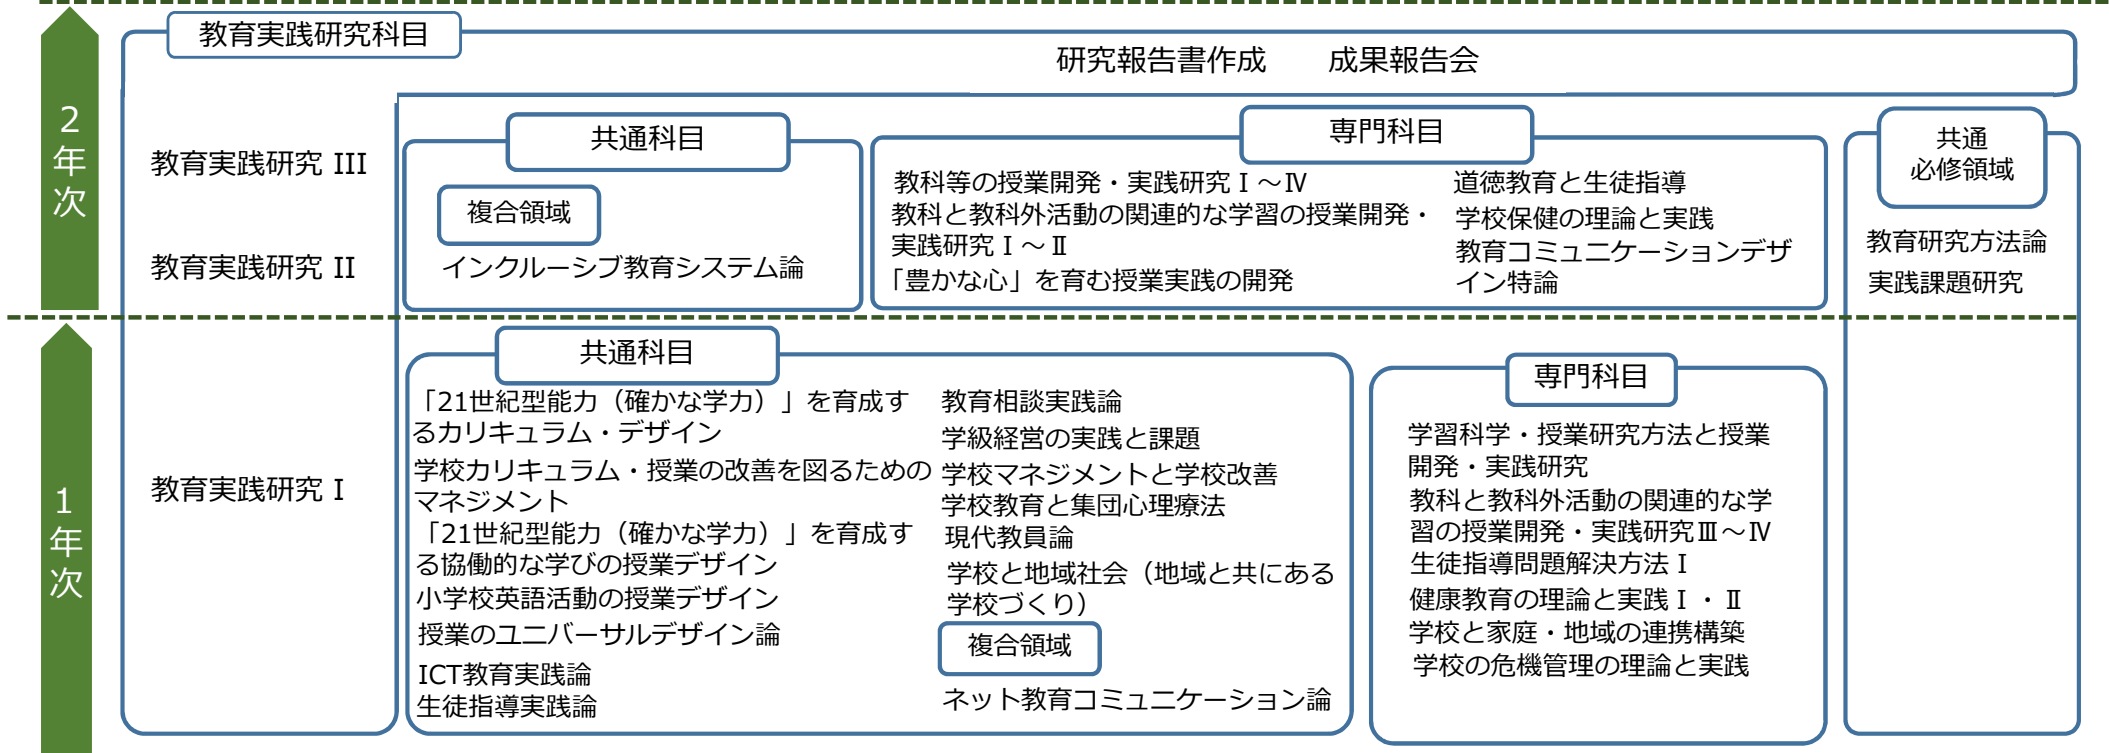 教育実践研究科目
研究報告書作成　　成果報告会
2年次
教育実践研究 III
教育実践研究 II
共通科目
複合領域
インクルーシブ教育システム論
専門科目
教科等の授業開発・実践研究Ⅰ～Ⅳ
教科と教科外活動の関連的な学習の授業開発・
実践研究Ⅰ～Ⅱ
「豊かな心」を育む授業実践の開発
道徳教育と生徒指導
学校保健の理論と実践
教育コミュニケーションデザ
イン特論
共通
必修領域
教育研究方法論
実践課題研究
1年次
教育実践研究 I
共通科目
「21世紀型能力（確かな学力）」を育成す
るカリキュラム・デザイン
学校カリキュラム・授業の改善を図るための
マネジメント
「21世紀型能力（確かな学力）」を育成す
る協働的な学びの授業デザイン
小学校英語活動の授業デザイン
授業のユニバーサルデザイン論
ICT教育実践論
生徒指導実践論
教育相談実践論
学級経営の実践と課題
学校マネジメントと学校改善
学校教育と集団心理療法
現代教員論
学校と地域社会（地域と共にある
学校づくり）
複合領域
ネット教育コミュニケーション論
専門科目
学習科学・授業研究方法と授業
開発・実践研究
教科と教科外活動の関連的な学
習の授業開発・実践研究Ⅲ～Ⅳ
生徒指導問題解決方法Ⅰ
健康教育の理論と実践Ⅰ・Ⅱ
学校と家庭・地域の連携構築
学校の危機管理の理論と実践